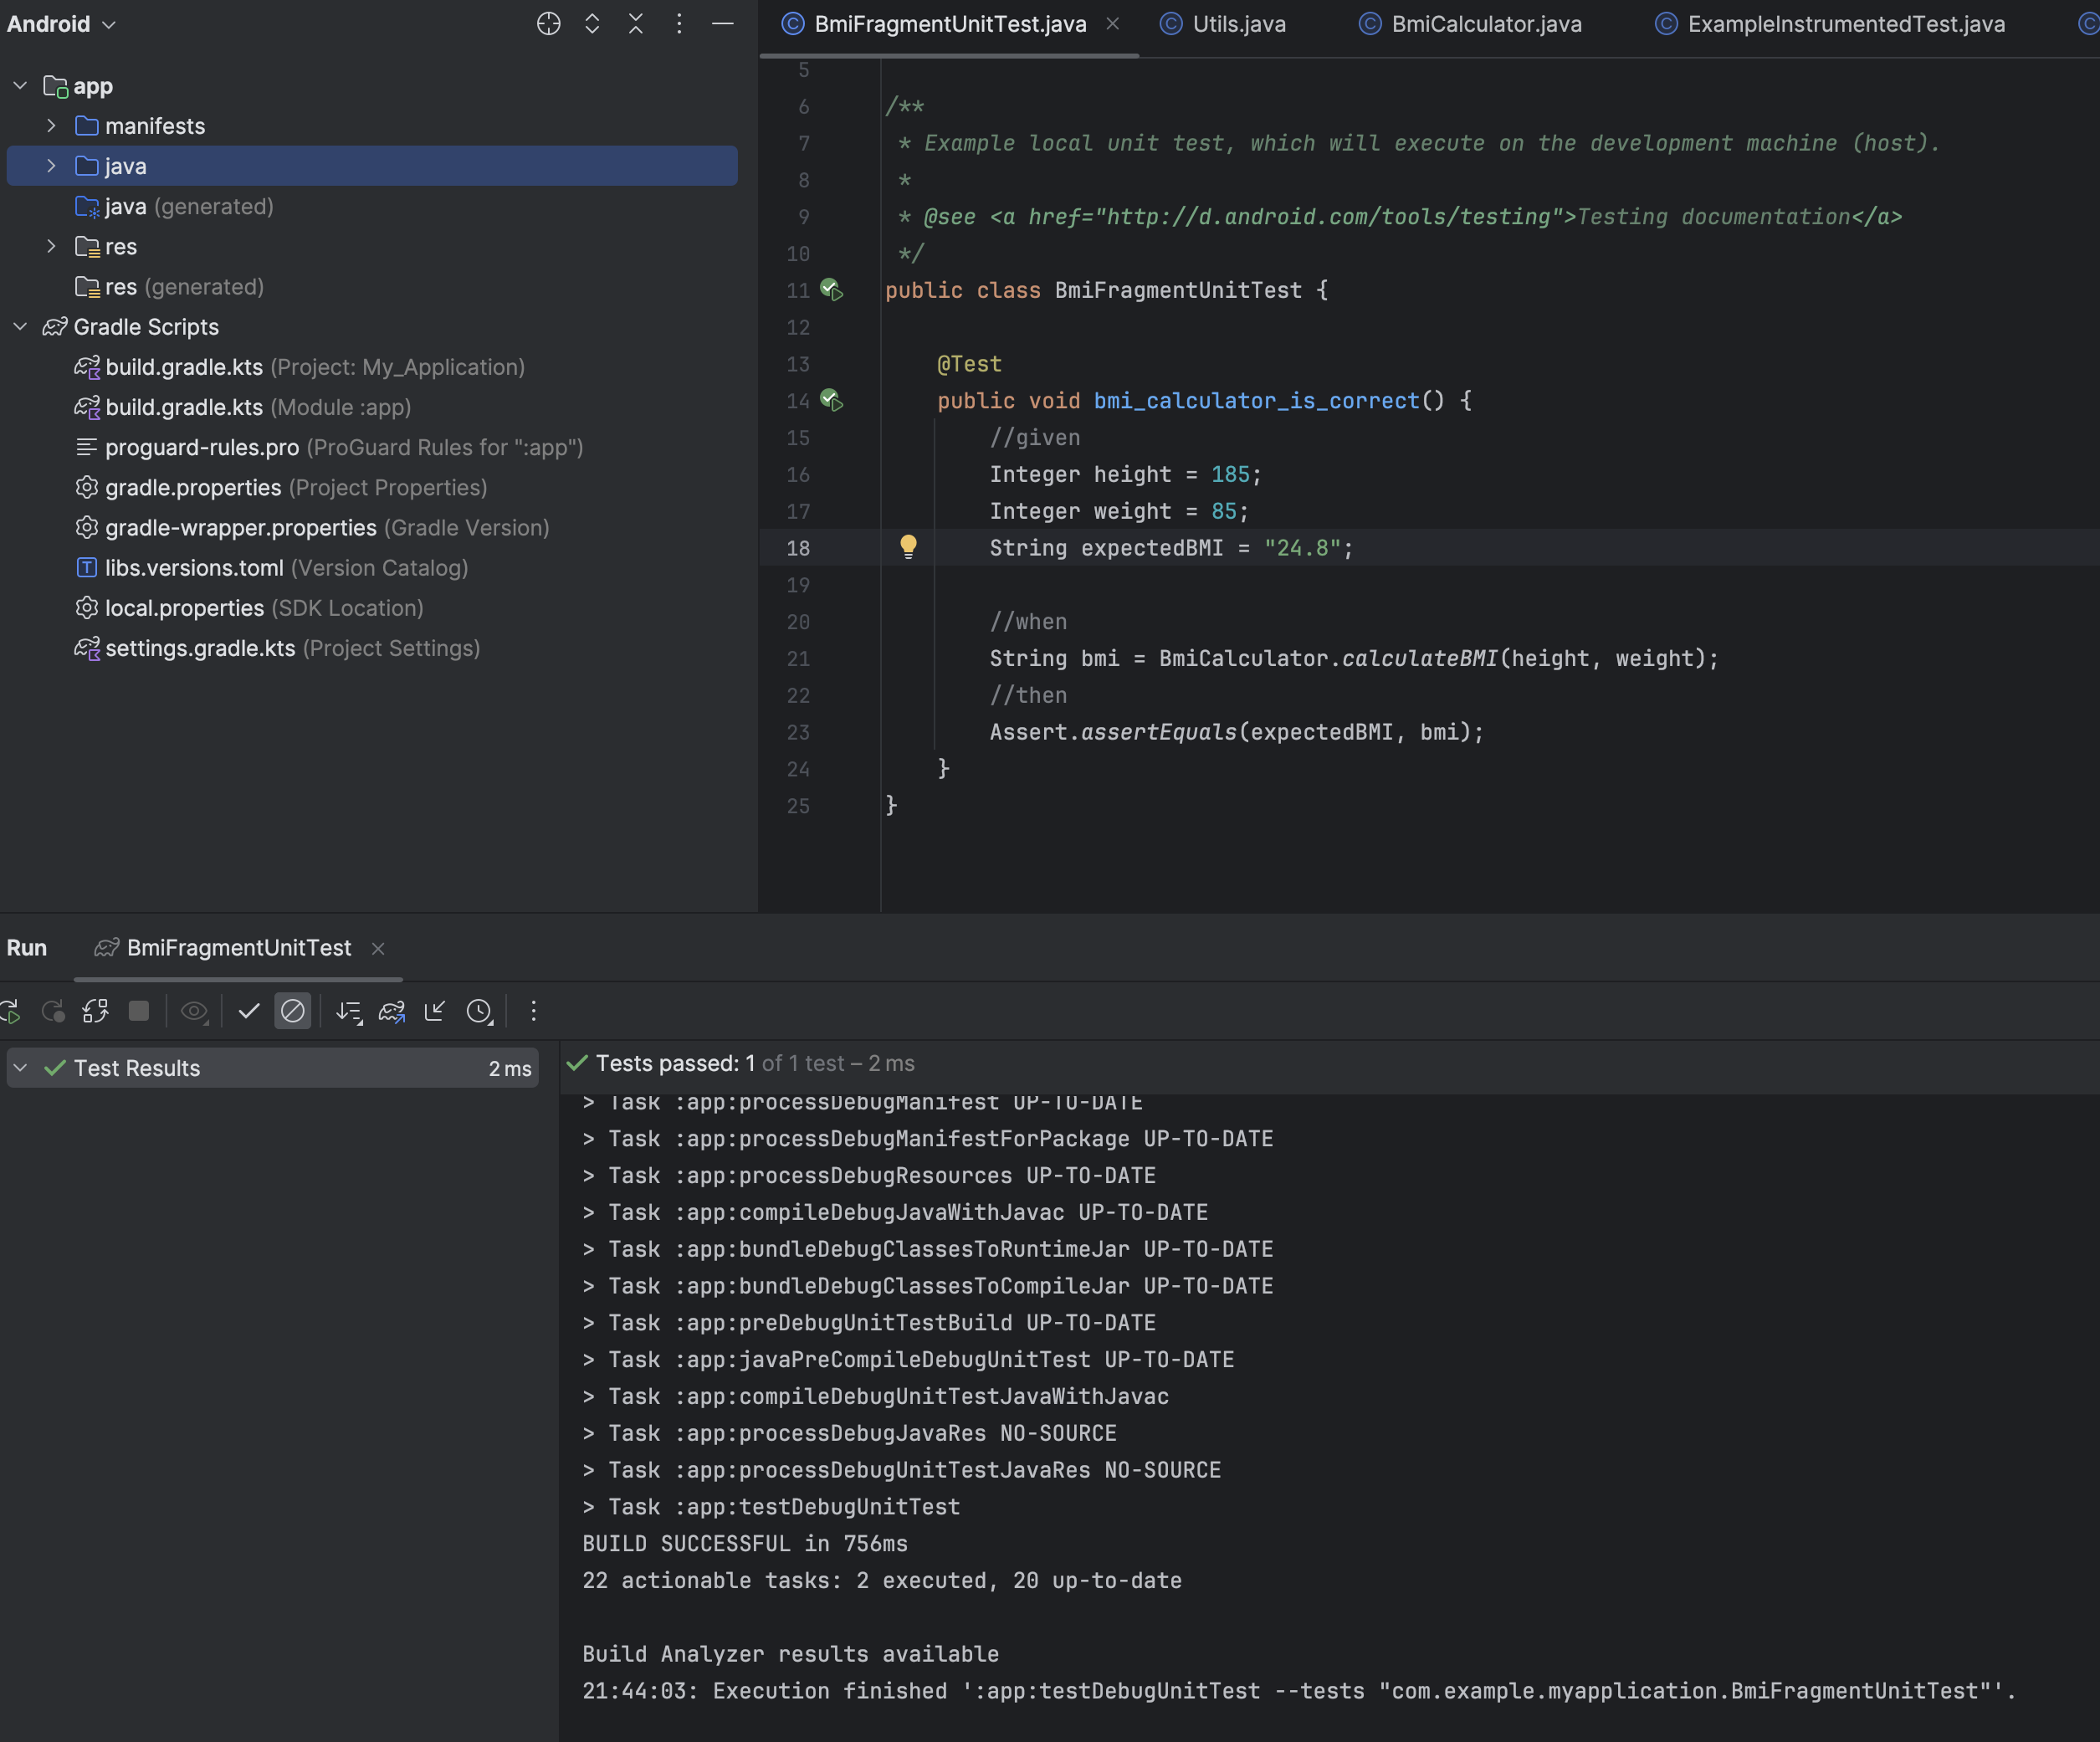 Android
app
manifests
java
java (generated)
res
res (generated)
Gradle Scripts
build.gradle.kts (Project: My_Application)
build.gradle.kts (Module :app)
proguard-rules.pro (ProGuard Rules for ":app")
gradle.properties (Project Properties)
gradle-wrapper.properties (Gradle Version)
libs.versions.toml (Version Catalog)
local.properties (SDK Location)
settings.gradle.kts (Project Settings)
BmiFragmentUnitTest.java Utils.java BmiCalculator.java ExampleInstrumentedTest.java
5
6 /**
7 * Example local unit test, which will execute on the development machine (host).
8 *
9 * @see <a href="http://d.android.com/tools/testing">Testing documentation</a>
10 */
11 public class BmiFragmentUnitTest {
12
13 @Test
14 public void bmi_calculator_is_correct() {
15 //given
16 Integer height = 185;
17 Integer weight = 85;
18 String expectedBMI = "24.8";
19
20 //when
21 String bmi = BmiCalculator.calculateBMI(height, weight);
22 //then
23 Assert.assertEquals(expectedBMI, bmi);
24 }
25 }
Run BmiFragmentUnitTest
Test Results 2 ms
Tests passed: 1 of 1 test – 2 ms
> Task :app:processDebugManifest UP-TO-DATE
> Task :app:processDebugManifestForPackage UP-TO-DATE
> Task :app:processDebugResources UP-TO-DATE
> Task :app:compileDebugJavaWithJavac UP-TO-DATE
> Task :app:bundleDebugClassesToRuntimeJar UP-TO-DATE
> Task :app:bundleDebugClassesToCompileJar UP-TO-DATE
> Task :app:preDebugUnitTestBuild UP-TO-DATE
> Task :app:javaPreCompileDebugUnitTest UP-TO-DATE
> Task :app:compileDebugUnitTestJavaWithJavac
> Task :app:processDebugJavaRes NO-SOURCE
> Task :app:processDebugUnitTestJavaRes NO-SOURCE
> Task :app:testDebugUnitTest
BUILD SUCCESSFUL in 756ms
22 actionable tasks: 2 executed, 20 up-to-date
Build Analyzer results available
21:44:03: Execution finished ':app:testDebugUnitTest --tests "com.example.myapplication.BmiFragmentUnitTest"'.